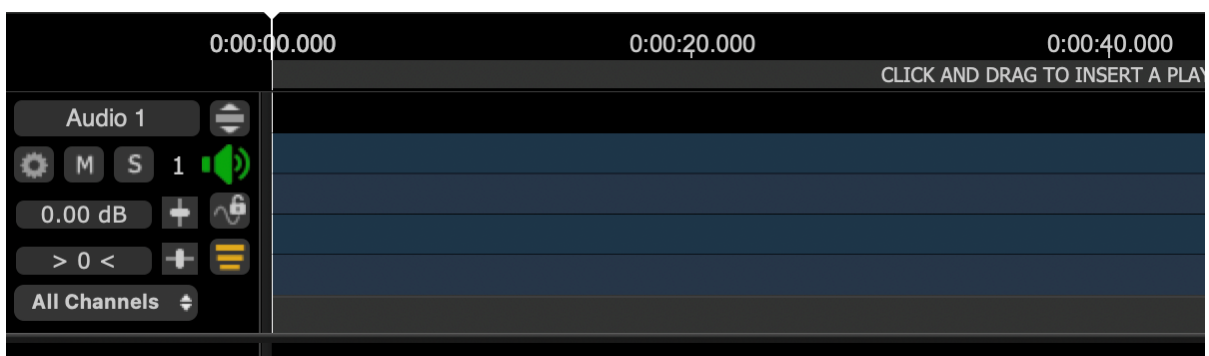 0:00:00.000 0:00:20.000 0:00:40.000
CLICK AND DRAG TO INSERT A PLAY
Audio 1
M S 1
0.00 dB
> 0 <
All Channels